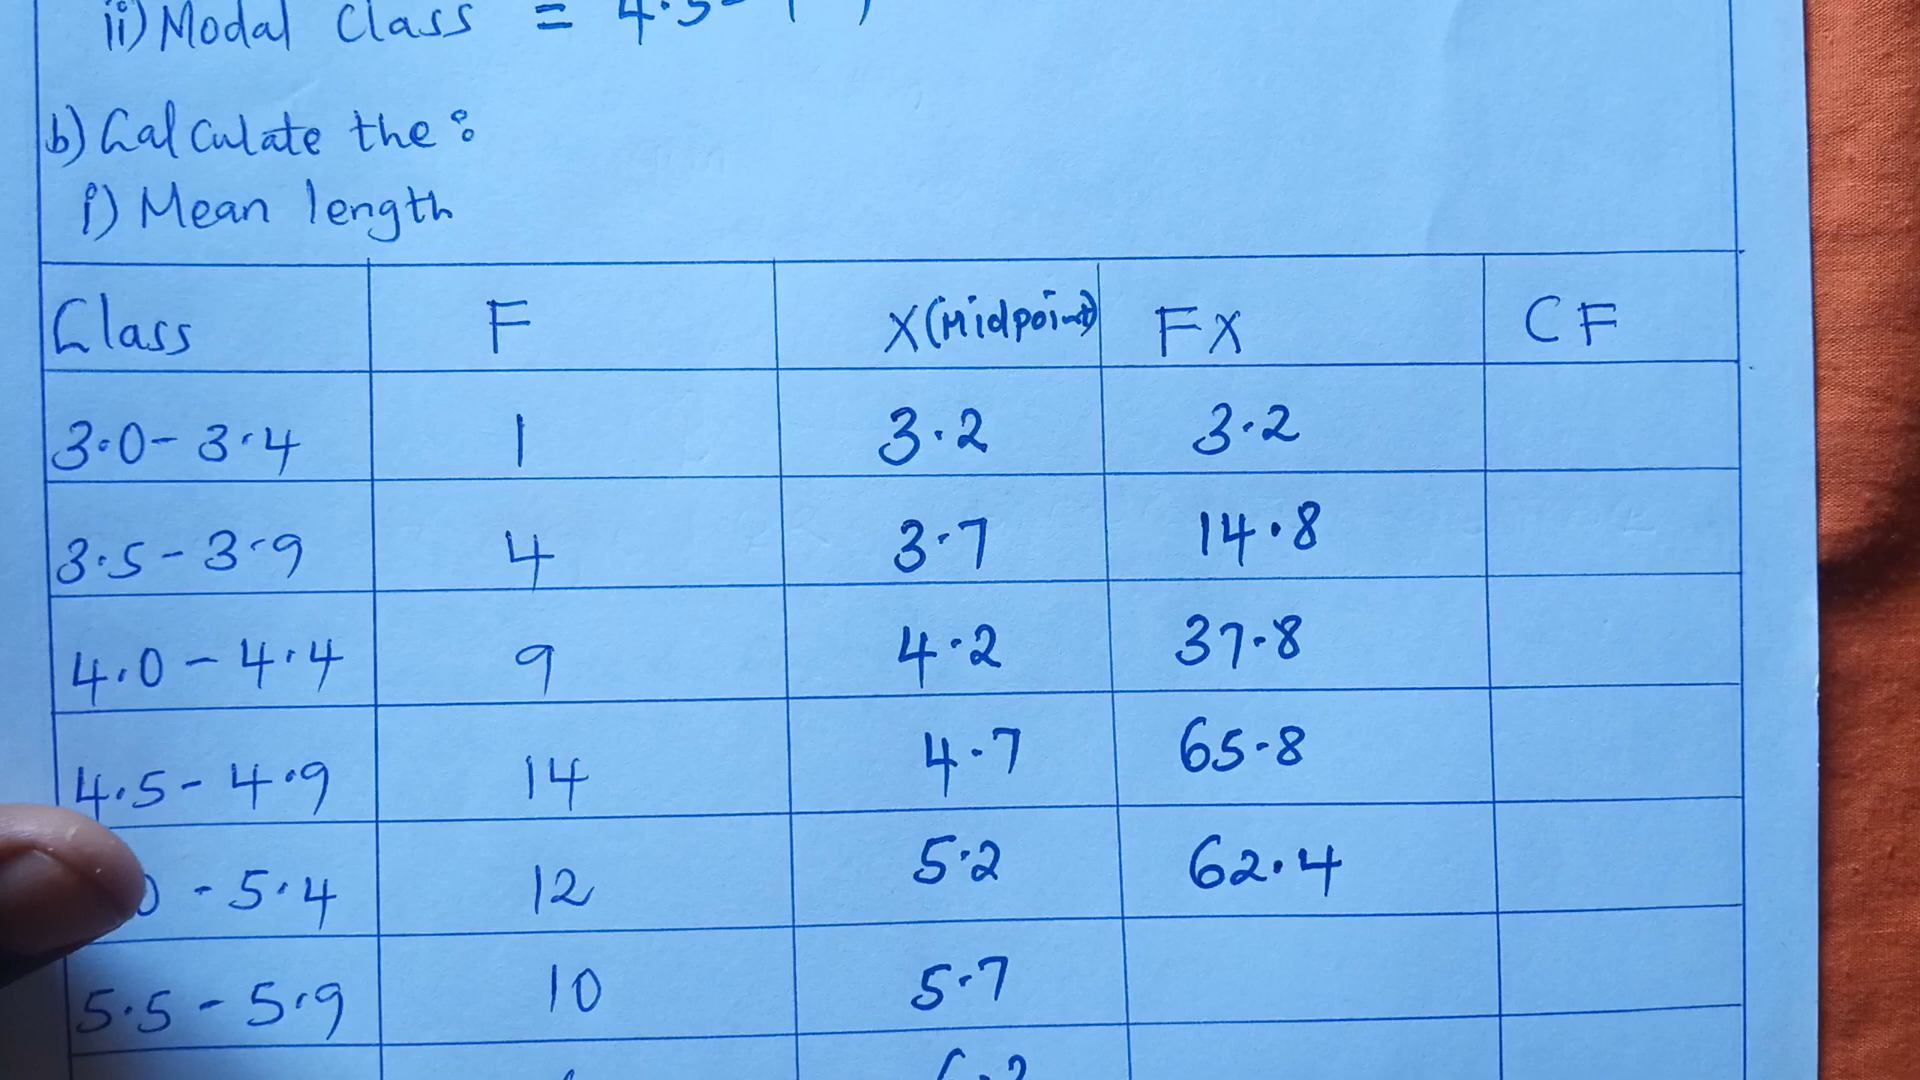 ii) Modal Class = 4.5-
b) Calculate the:
i) Mean length
Class F X(Midpoint) FX CF
3.0-3.4 1 3.2 3.2
3.5-3.9 4 3.7 14.8
4.0-4.4 9 4.2 37.8
4.5-4.9 14 4.7 65.8
0-5.4 12 5.2 62.4
5.5-5.9 10 5.7